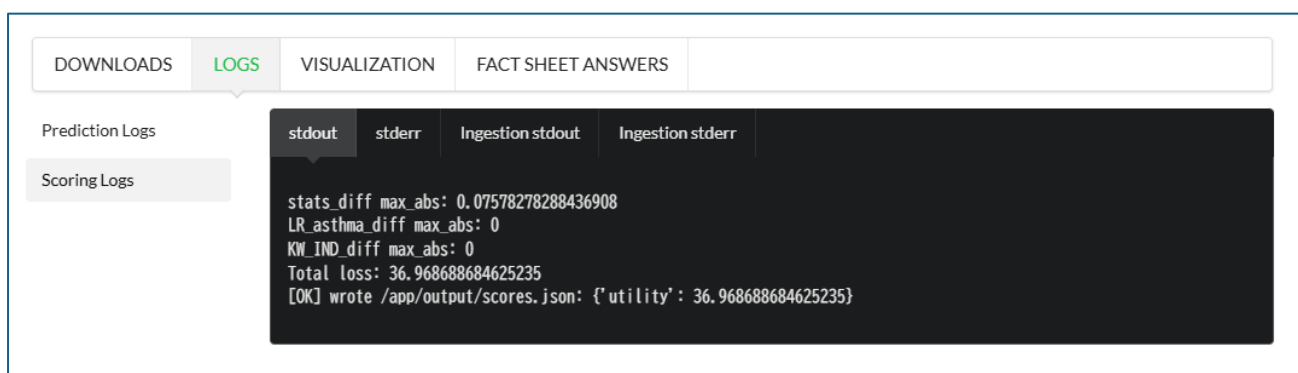 DOWNLOADS LOGS VISUALIZATION FACT SHEET ANSWERS
Prediction Logs
Scoring Logs
stdout stderr Ingestion stdout Ingestion stderr
stats_diff max_abs: 0.07578278288436908
LR_asthma_diff max_abs: 0
KW_IND_diff max_abs: 0
Total loss: 36.968688684625235
[OK] wrote /app/output/scores.json: {'utility': 36.968688684625235}